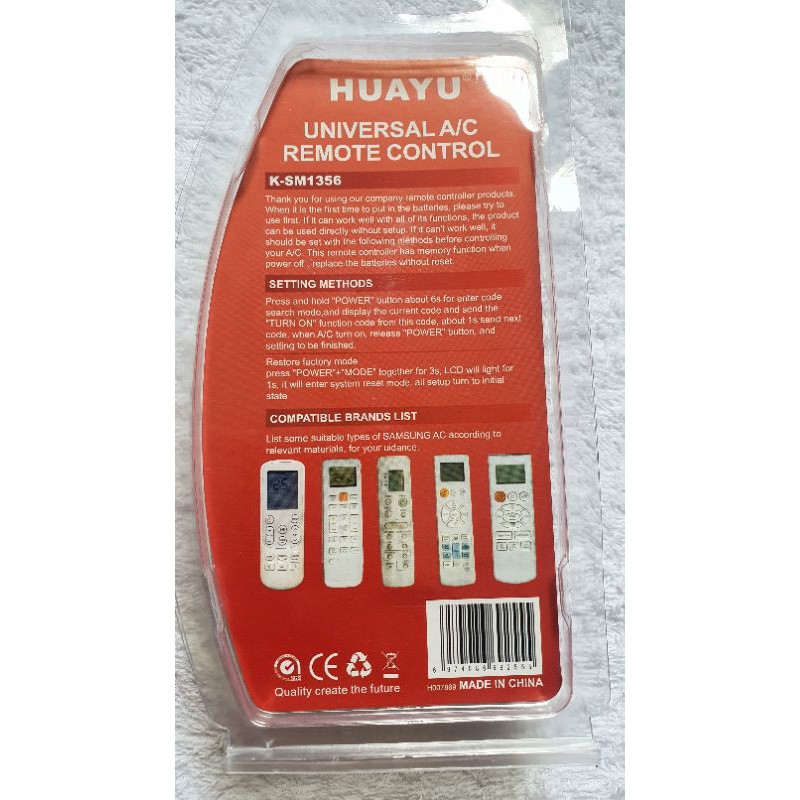 HUAYU
UNIVERSAL A/C
REMOTE CONTROL
K-SM1356
Thank you for using our company remote controller products.
When it is the first time to put in the batteries, please try to
use first. If it can work well with all of its functions, the product
can be used directly without setup. If it can't work well, it
should be set with the following methods before controlling
your A/C. This remote controller has memory function when
power off , replace the batteries without reset.
SETTING METHODS
Press and hold "POWER" button about 6s for enter code
search mode,and display the current code and send the
"TURN ON" function code from this code, about 1s send next
code, when A/C turn on, release "POWER" button, and
setting to be finished.
Restore factory mode
press "POWER"+"MODE" together for 3s, LCD will light for
1s, it will enter system reset mode, all setup turn to initial
state
COMPATIBLE BRANDS LIST
List some suitable types of SAMSUNG AC according to
relevant materials, for your uidance.
SGS
CE
Quality create the future
H007869 MADE IN CHINA